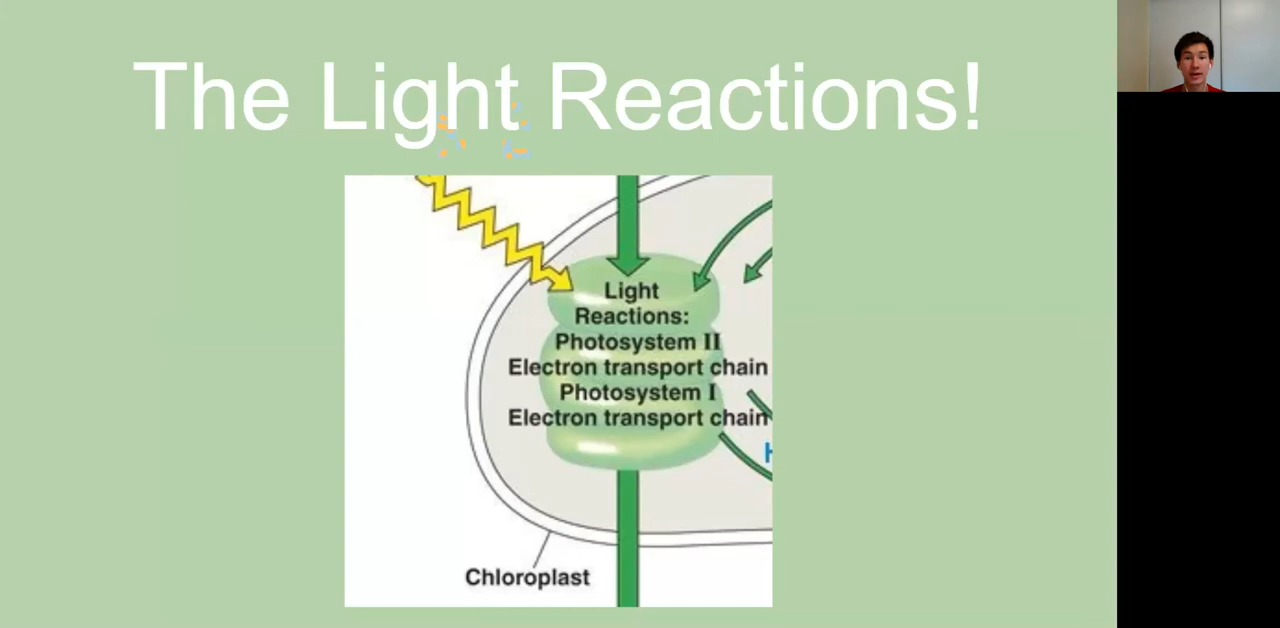 The Light Reactions!
Light
Reactions:
Photosystem II
Electron transport chain
Photosystem I
Electron transport chain
H
Chloroplast